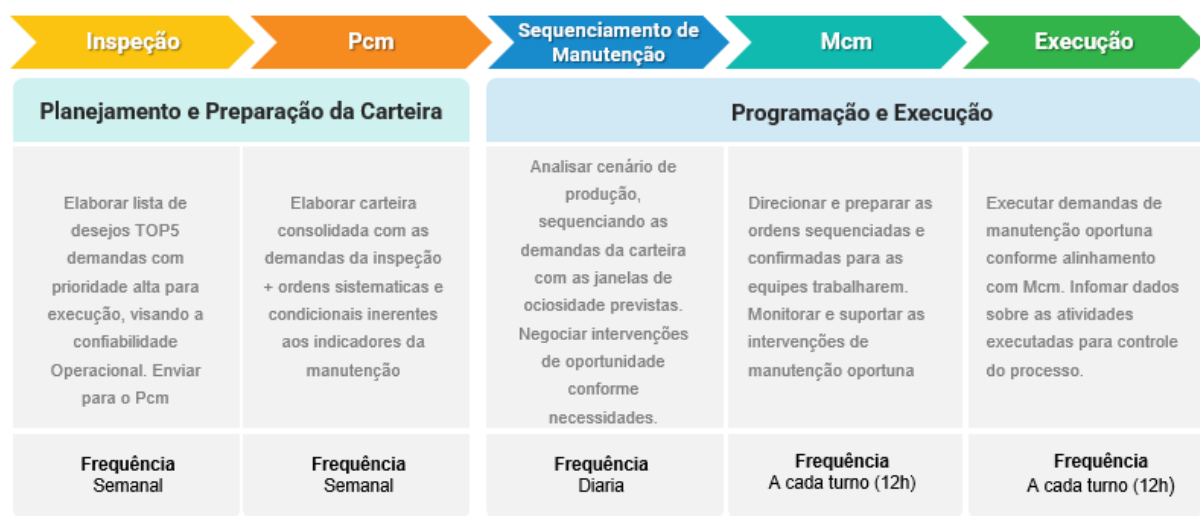 Inspeção
Pcm
Sequenciamento de
Manutenção
Mcm
Execução
Planejamento e Preparação da Carteira
Programação e Execução
Elaborar lista de
desejos TOP5
demandas com
prioridade alta para
execução, visando a
confiabilidade
Operacional. Enviar
para o Pcm
Elaborar carteira
consolidada com as
demandas da inspeção
+ ordens sistematicas e
condicionais inerentes
aos indicadores da
manutenção
Analisar cenário de
produção,
sequenciando as
demandas da carteira
com as janelas de
ociosidade previstas.
Negociar intervenções
de oportunidade
conforme
necessidades.
Direcionar e preparar as
ordens sequenciadas e
confirmadas para as
equipes trabalharem.
Monitorar e suportar as
intervenções de
manutenção oportuna
Executar demandas de
manutenção oportuna
conforme alinhamento
com Mcm. Infomar dados
sobre as atividades
executadas para controle
do processo.
Frequência
Semanal
Frequência
Semanal
Frequência
Diaria
Frequência
A cada turno (12h)
Frequência
A cada turno (12h)